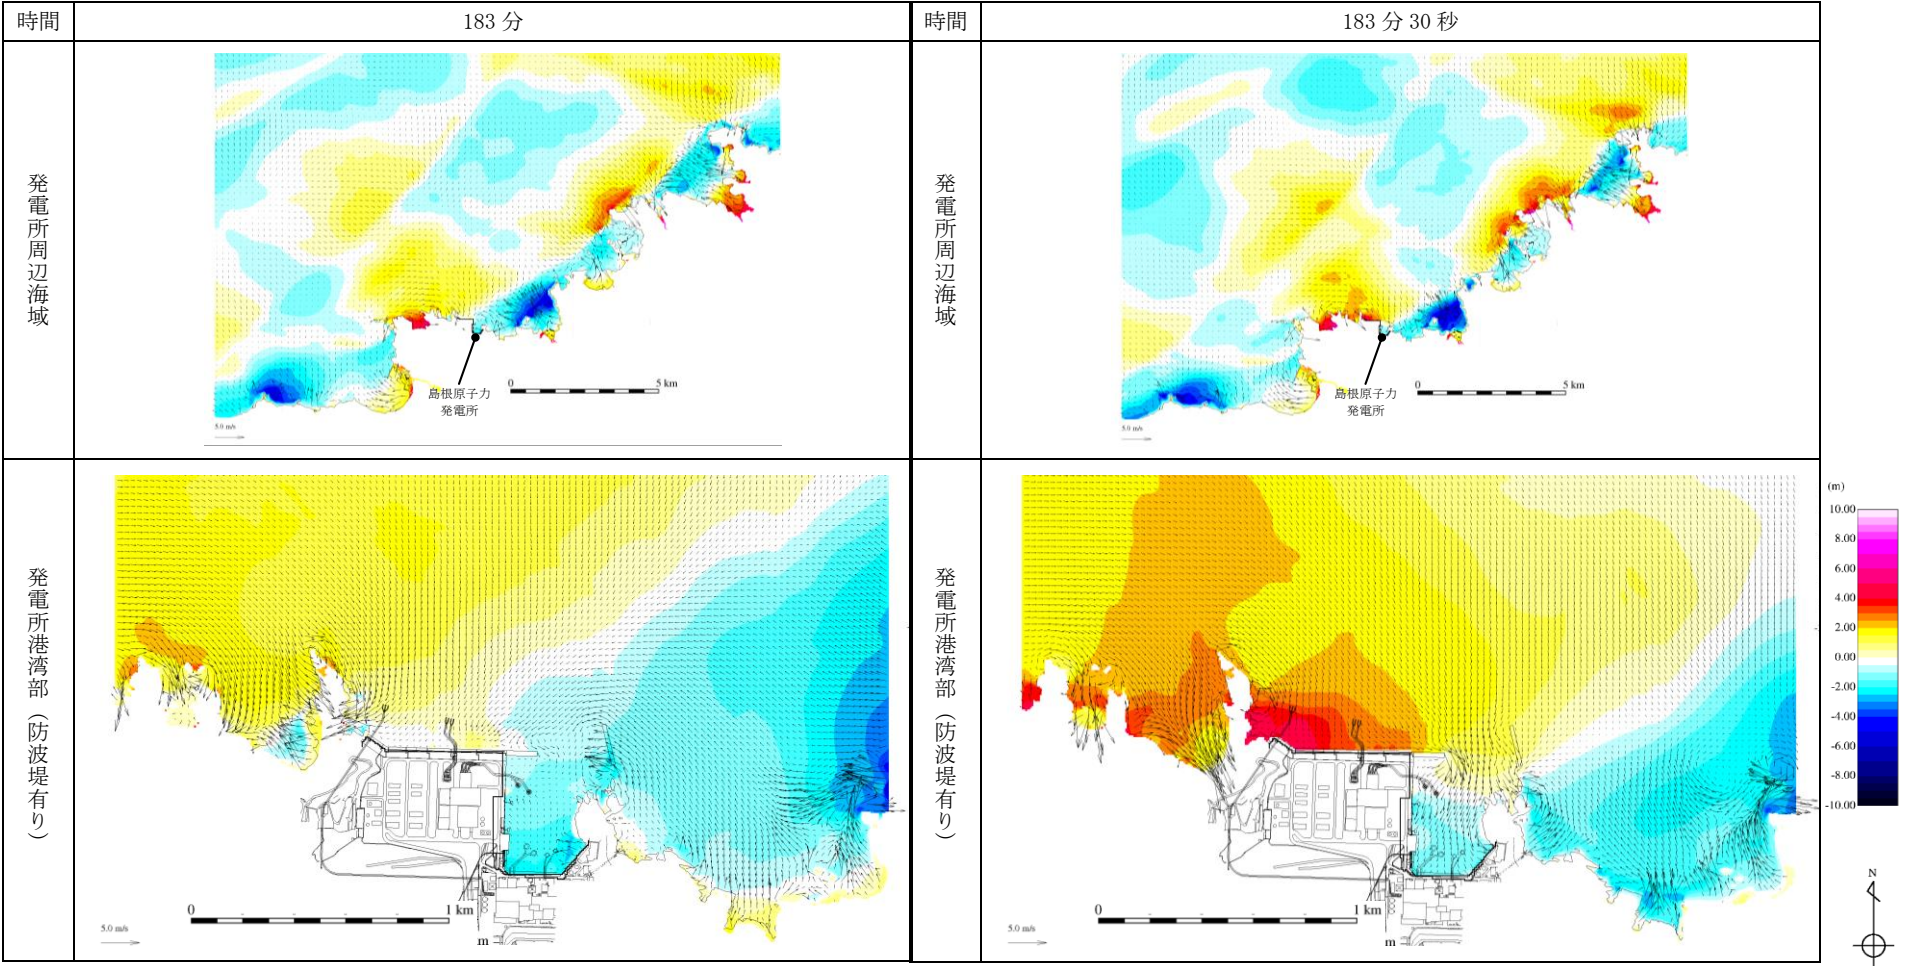 時間
183 分
時間
183 分 30 秒
発電所周辺海域
島根原子力
発電所
0
5 km
5.0 m/s
発電所周辺海域
島根原子力
発電所
0
5 km
5.0 m/s
発電所港湾部（防波堤有り）
0
1 km
5.0 m/s
m
発電所港湾部（防波堤有り）
0
1 km
5.0 m/s
m
(m)
10.00
8.00
6.00
4.00
2.00
0.00
-2.00
-4.00
-6.00
-8.00
-10.00
N